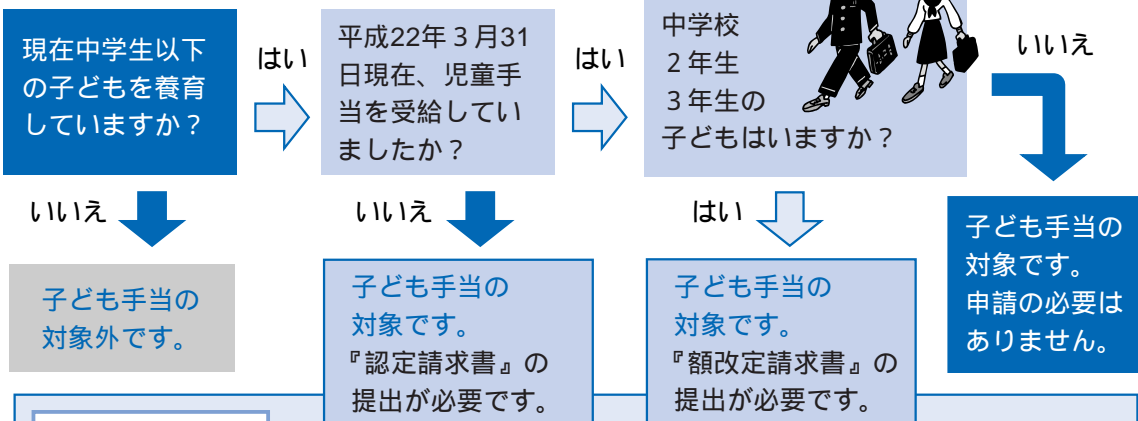 現在中学生以下
の子どもを養育
していますか？
はい
平成22年３月31
日現在、児童手
当を受給してい
ましたか？
はい
中学校
２年生
３年生の
子どもはいますか？
いいえ
いいえ
いいえ
はい
子ども手当の
対象外です。
子ども手当の
対象です。
『認定請求書』の
提出が必要です。
子ども手当の
対象です。
『額改定請求書』の
提出が必要です。
子ども手当の
対象です。
申請の必要は
ありません。